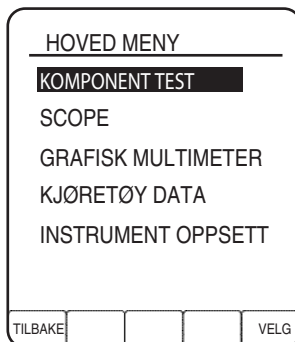 HOVED MENY
KOMPONENT TEST
SCOPE
GRAFISK MULTIMETER
KJØRETØY DATA
INSTRUMENT OPPSETT
TILBAKE VELG